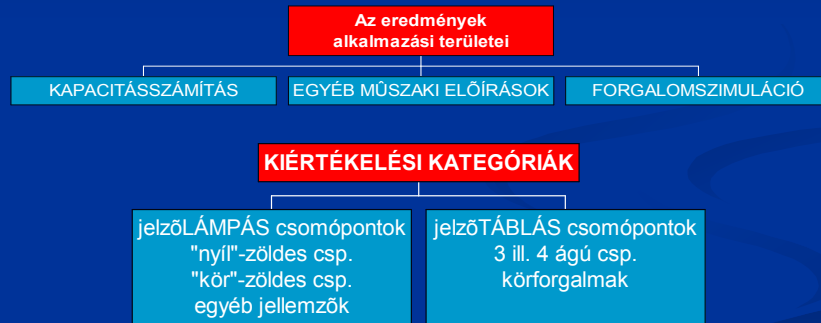 Az eredmények
alkalmazási területei
KAPACITÁSSZÁMÍTÁS
EGYÉB MÛSZAKI ELÕÍRÁSOK
FORGALOMSZIMULÁCIÓ
KIÉRTÉKELÉSI KATEGÓRIÁK
jelzõLÁMPÁS csomópontok
"nyíl"-zöldes csp.
"kör"-zöldes csp.
egyéb jellemzõk
jelzõTÁBLÁS csomópontok
3 ill. 4 ágú csp.
körforgalmak